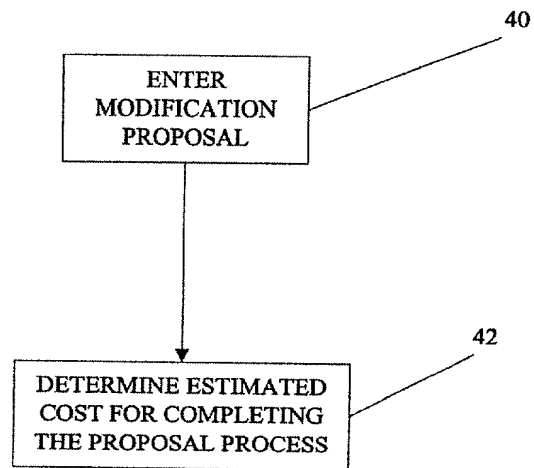 40
ENTER
MODIFICATION
PROPOSAL
42
DETERMINE ESTIMATED
COST FOR COMPLETING
THE PROPOSAL PROCESS